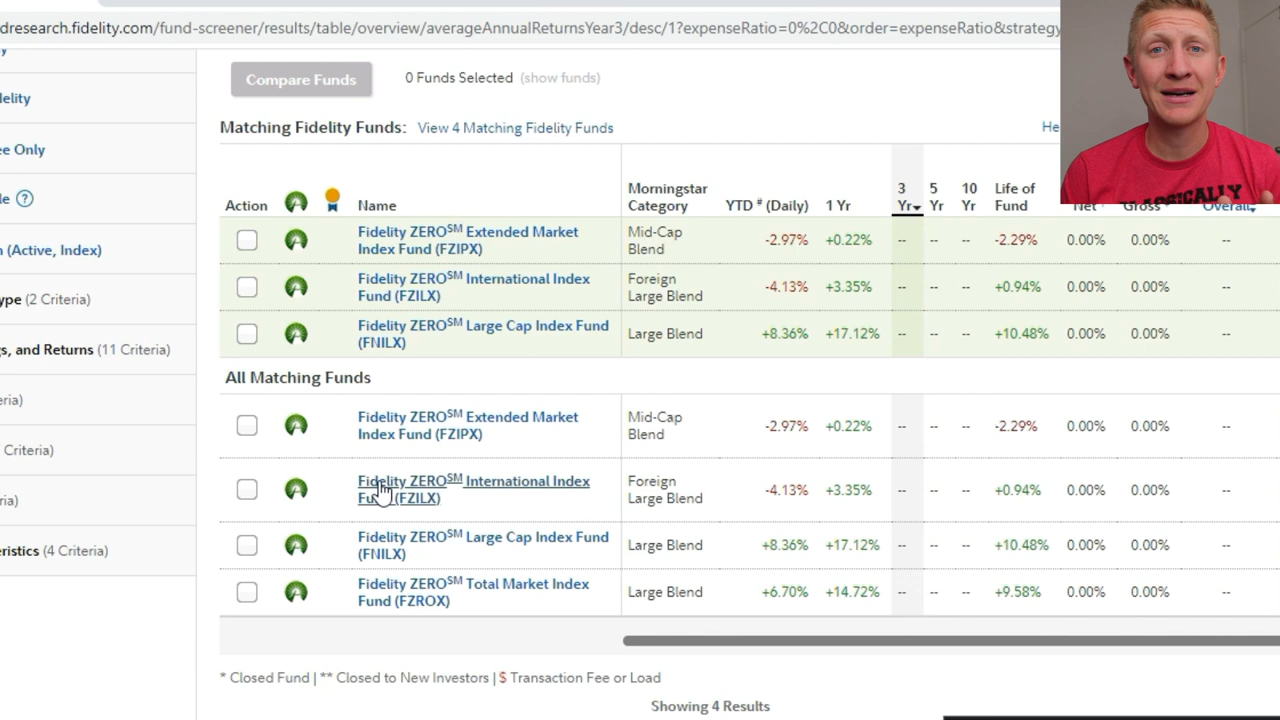 dresearch.fidelity.com/fund-screener/results/table/overview/averageAnnualReturnsYear3/desc/1?expenseRatio=0%2C0&order=expenseRatio&strategy
delity
ee Only
le ?
n (Active, Index)
ype (2 Criteria)
s, and Returns (11 Criteria)
eria)
Criteria)
ria)
eristics (4 Criteria)
Compare Funds 0 Funds Selected (show funds)
Matching Fidelity Funds: View 4 Matching Fidelity Funds He
Action Name Morningstar Category YTD # (Daily) 1 Yr 3 Yr 5 Yr 10 Yr Life of Fund Net Gross Overall
Fidelity ZEROSM Extended Market Mid-Cap -2.97% +0.22% -- -- -- -2.29% 0.00% 0.00% --
Index Fund (FZIPX) Blend
Fidelity ZEROSM International Index Foreign -4.13% +3.35% -- -- -- +0.94% 0.00% 0.00% --
Fund (FZILX) Large Blend
Fidelity ZEROSM Large Cap Index Fund Large Blend +8.36% +17.12% -- -- -- +10.48% 0.00% 0.00% --
(FNILX)
All Matching Funds
Fidelity ZEROSM Extended Market Mid-Cap -2.97% +0.22% -- -- -- -2.29% 0.00% 0.00% --
Index Fund (FZIPX) Blend
Fidelity ZEROSM International Index Foreign -4.13% +3.35% -- -- -- +0.94% 0.00% 0.00% --
Fund (FZILX) Large Blend
Fidelity ZEROSM Large Cap Index Fund Large Blend +8.36% +17.12% -- -- -- +10.48% 0.00% 0.00% --
(FNILX)
Fidelity ZEROSM Total Market Index Large Blend +6.70% +14.72% -- -- -- +9.58% 0.00% 0.00% --
Fund (FZROX)
* Closed Fund | ** Closed to New Investors | $ Transaction Fee or Load
Showing 4 Results